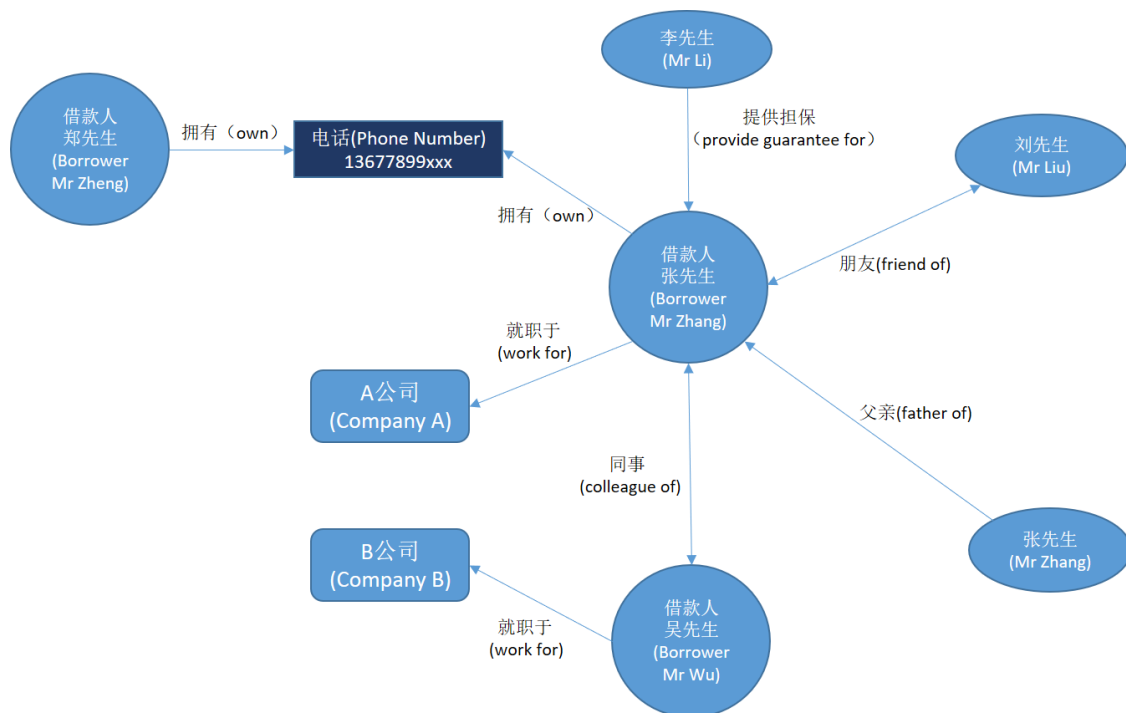 李先生
(Mr Li)
借款人
郑先生
(Borrower
Mr Zheng)
拥有（own）
电话(Phone Number)
13677899xxx
提供担保
（provide guarantee for）
刘先生
(Mr Liu)
拥有（own）
借款人
张先生
(Borrower
Mr Zhang)
朋友(friend of)
就职于
(work for)
A公司
(Company A)
父亲(father of)
同事
(colleague of)
B公司
(Company B)
张先生
(Mr Zhang)
就职于
(work for)
借款人
吴先生
(Borrower
Mr Wu)